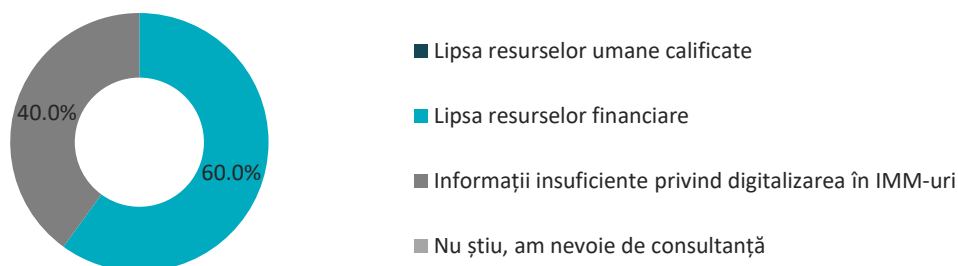 Lipsa resurselor umane calificate
Lipsa resurselor financiare
40.0%
60.0%
Informații insuficiente privind digitalizarea în IMM-uri
Nu știu, am nevoie de consultanță